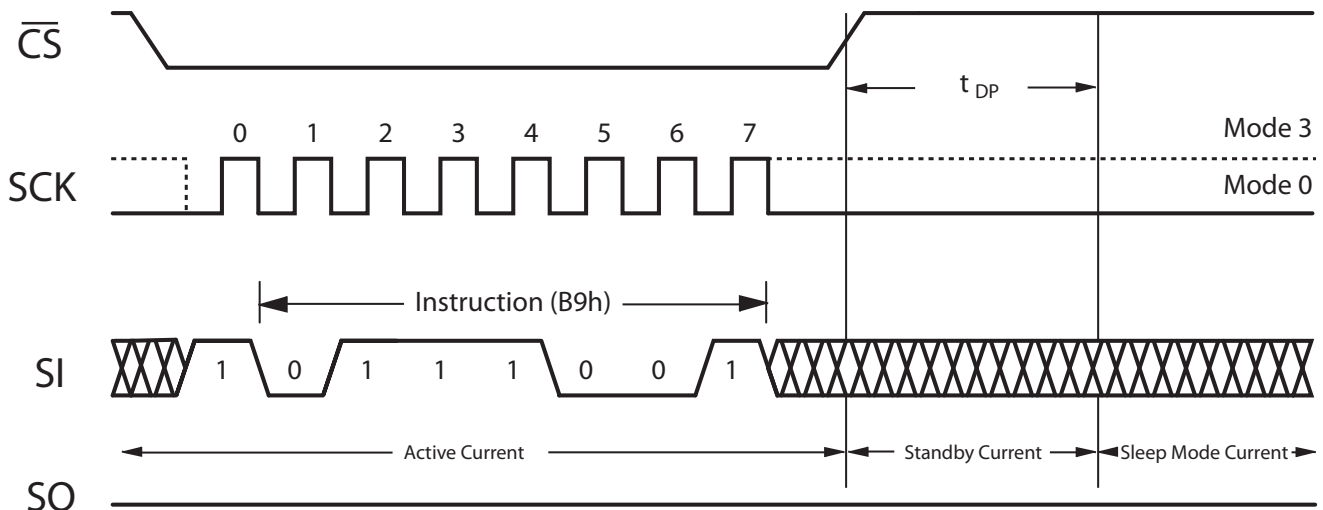 CS
t DP
0 1 2 3 4 5 6 7
Mode 3
SCK
Mode 0
Instruction (B9h)
SI
1 0 1 1 1 0 0 1
Active Current
Standby Current
Sleep Mode Current
SO